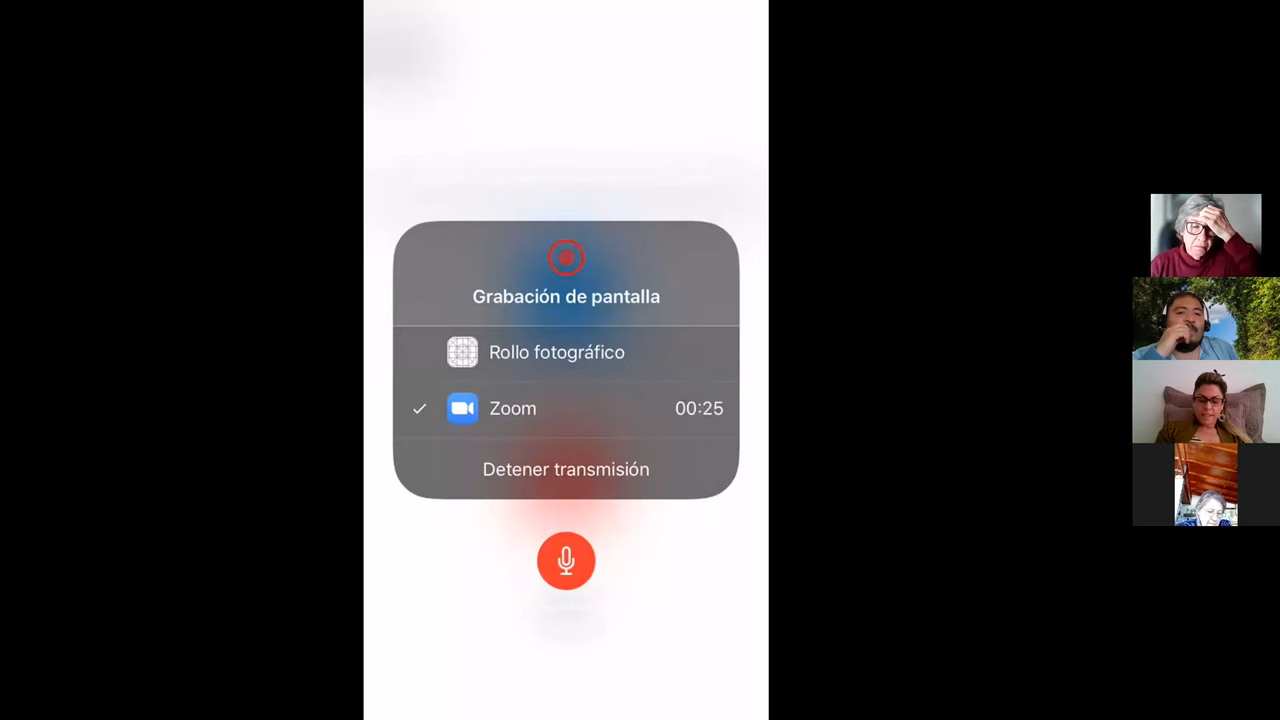 Grabación de pantalla
Rollo fotográfico
Zoom 00:25
Detener transmisión